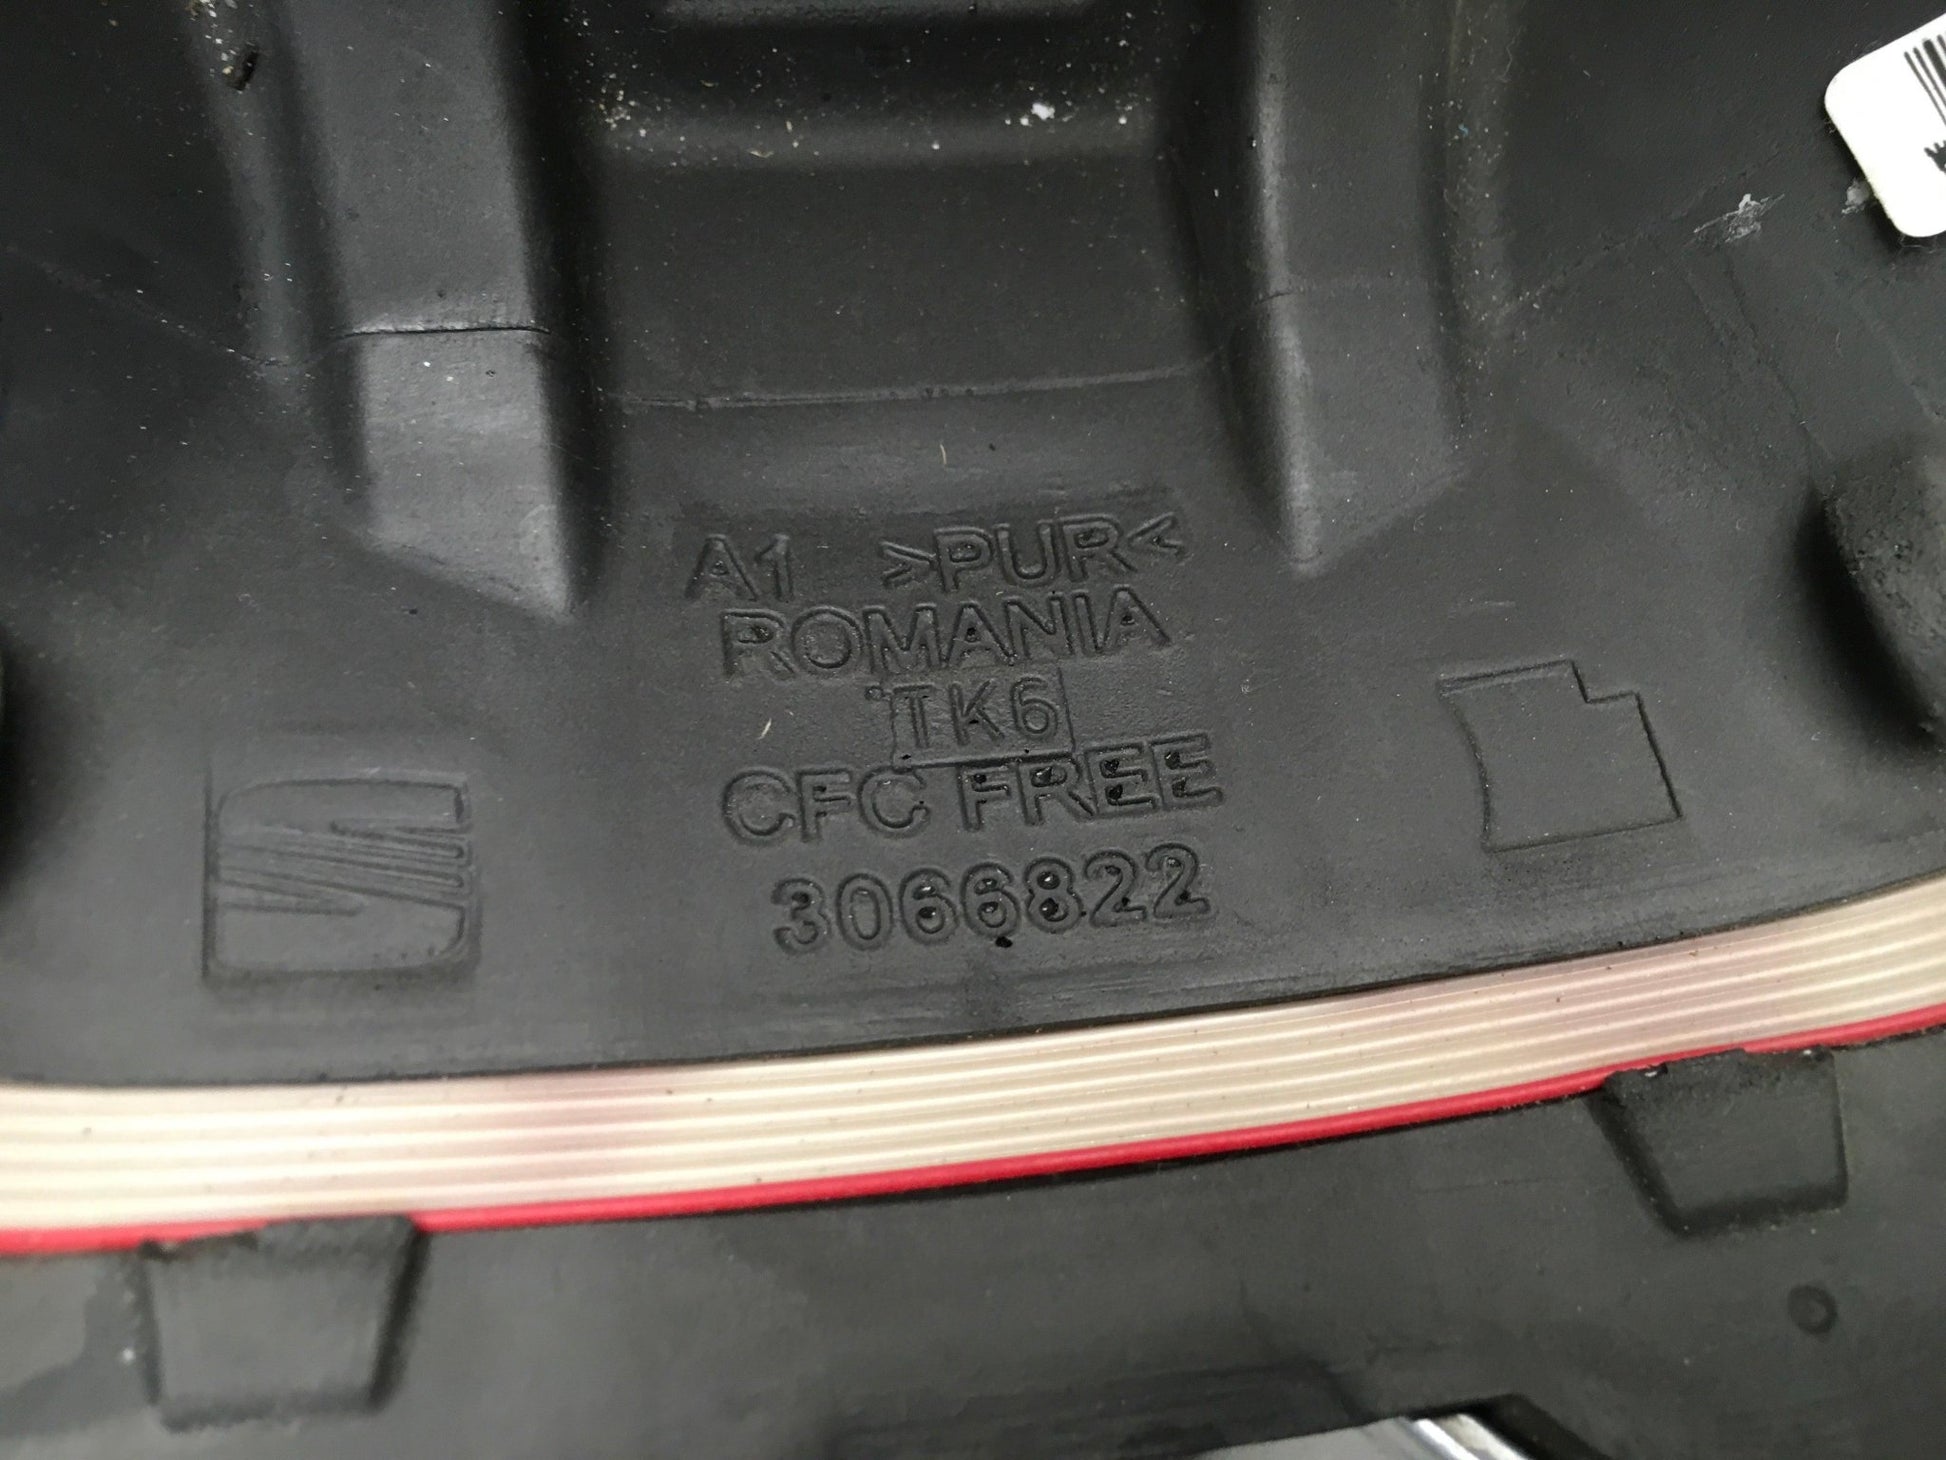 A1 >PUR<
ROMANIA
TK6
CFC FREE
3066822